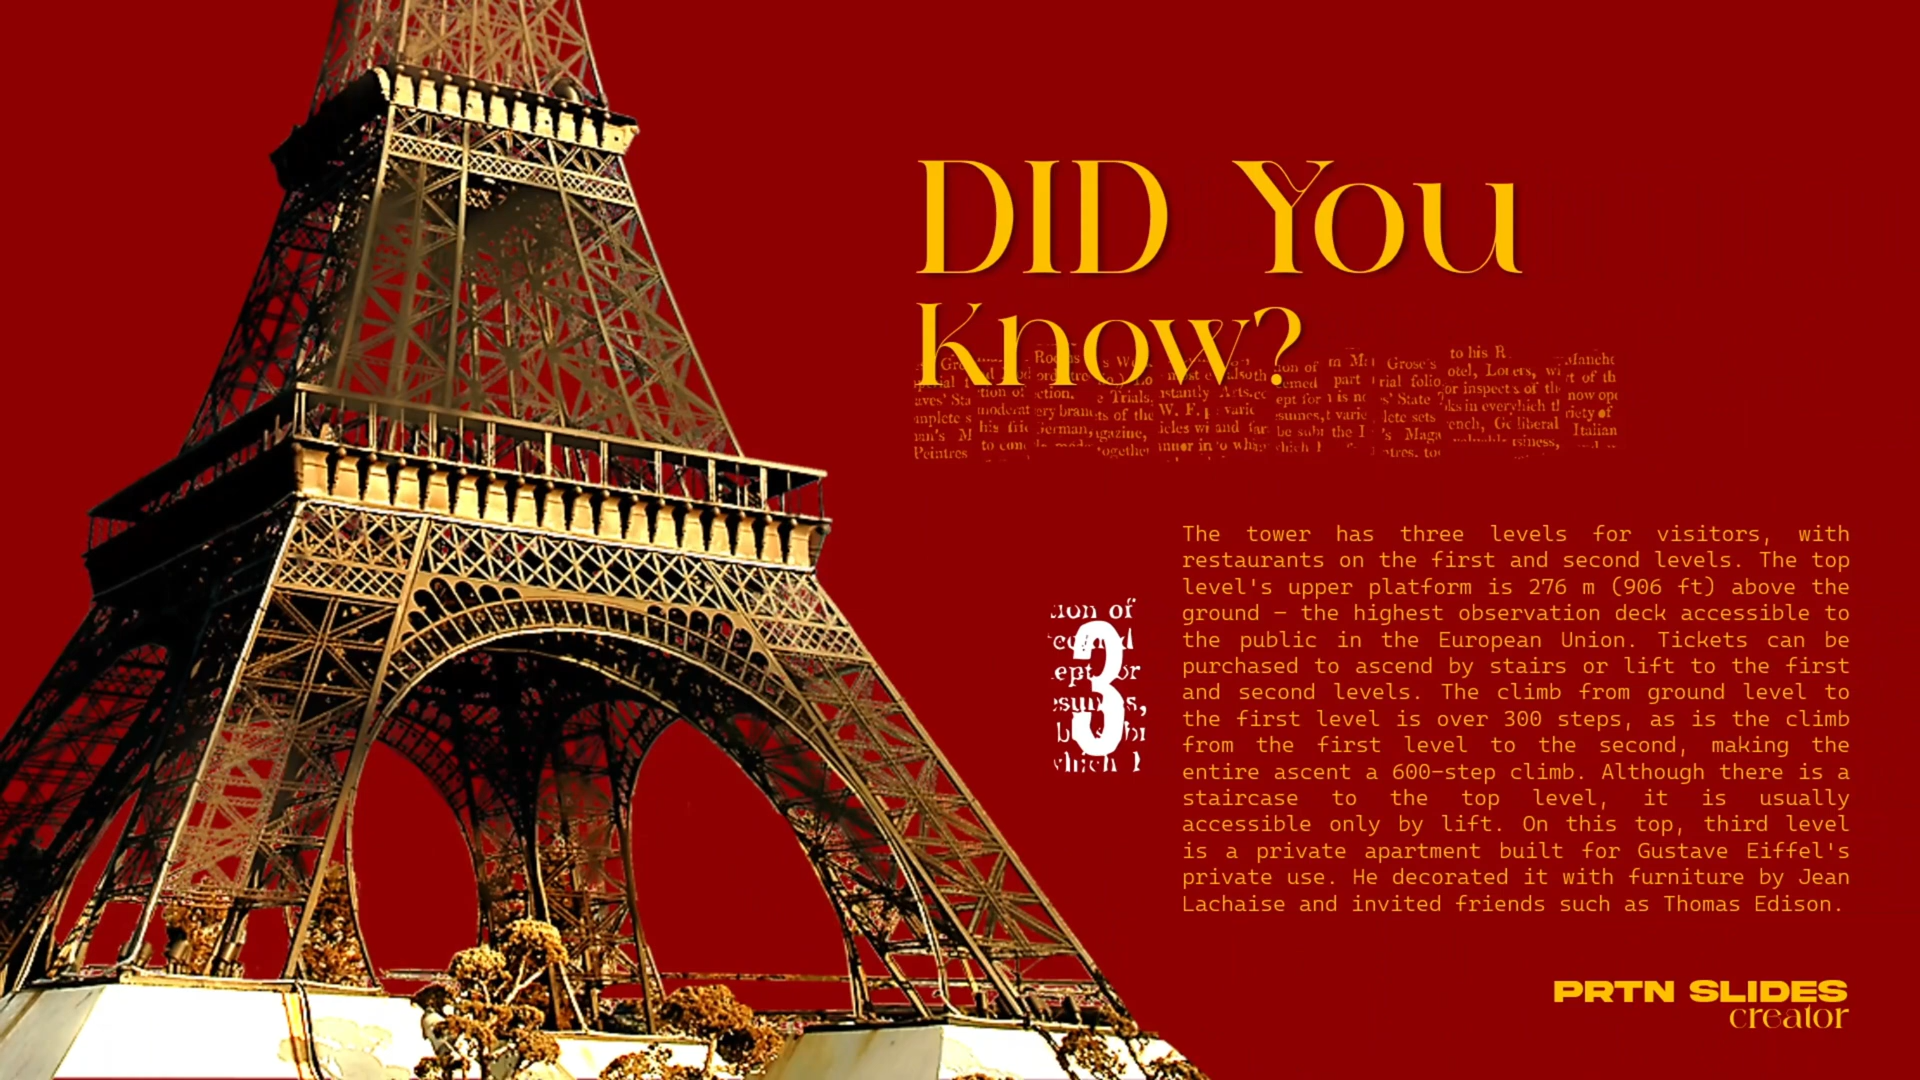 DID You
Know?
The tower has three levels for visitors, with
restaurants on the first and second levels. The top
level's upper platform is 276 m (906 ft) above the
ground – the highest observation deck accessible to
the public in the European Union. Tickets can be
purchased to ascend by stairs or lift to the first
and second levels. The climb from ground level to
the first level is over 300 steps, as is the climb
from the first level to the second, making the
entire ascent a 600-step climb. Although there is a
staircase to the top level, it is usually
accessible only by lift. On this top, third level
is a private apartment built for Gustave Eiffel's
private use. He decorated it with furniture by Jean
Lachaise and invited friends such as Thomas Edison.
3
PRTN SLIDES
creator